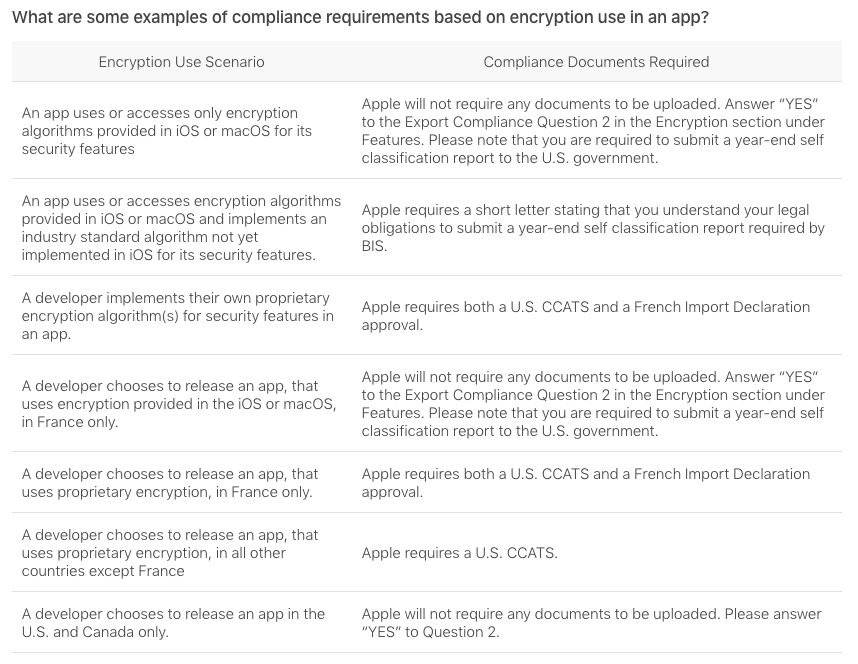 What are some examples of compliance requirements based on encryption use in an app?
Encryption Use Scenario
Compliance Documents Required
An app uses or accesses only encryption
algorithms provided in iOS or macOS for its
security features
Apple will not require any documents to be uploaded. Answer “YES”
to the Export Compliance Question 2 in the Encryption section under
Features. Please note that you are required to submit a year-end self
classification report to the U.S. government.
An app uses or accesses encryption algorithms
provided in iOS or macOS and implements an
industry standard algorithm not yet
implemented in iOS for its security features.
Apple requires a short letter stating that you understand your legal
obligations to submit a year-end self classification report required by
BIS.
A developer implements their own proprietary
encryption algorithm(s) for security features in
an app.
Apple requires both a U.S. CCATS and a French Import Declaration
approval.
A developer chooses to release an app, that
uses encryption provided in the iOS or macOS,
in France only.
Apple will not require any documents to be uploaded. Answer “YES”
to the Export Compliance Question 2 in the Encryption section under
Features. Please note that you are required to submit a year-end self
classification report to the U.S. government.
A developer chooses to release an app, that
uses proprietary encryption, in France only.
Apple requires both a U.S. CCATS and a French Import Declaration
approval.
A developer chooses to release an app, that
uses proprietary encryption, in all other
countries except France
Apple requires a U.S. CCATS.
A developer chooses to release an app in the
U.S. and Canada only.
Apple will not require any documents to be uploaded. Please answer
“YES” to Question 2.